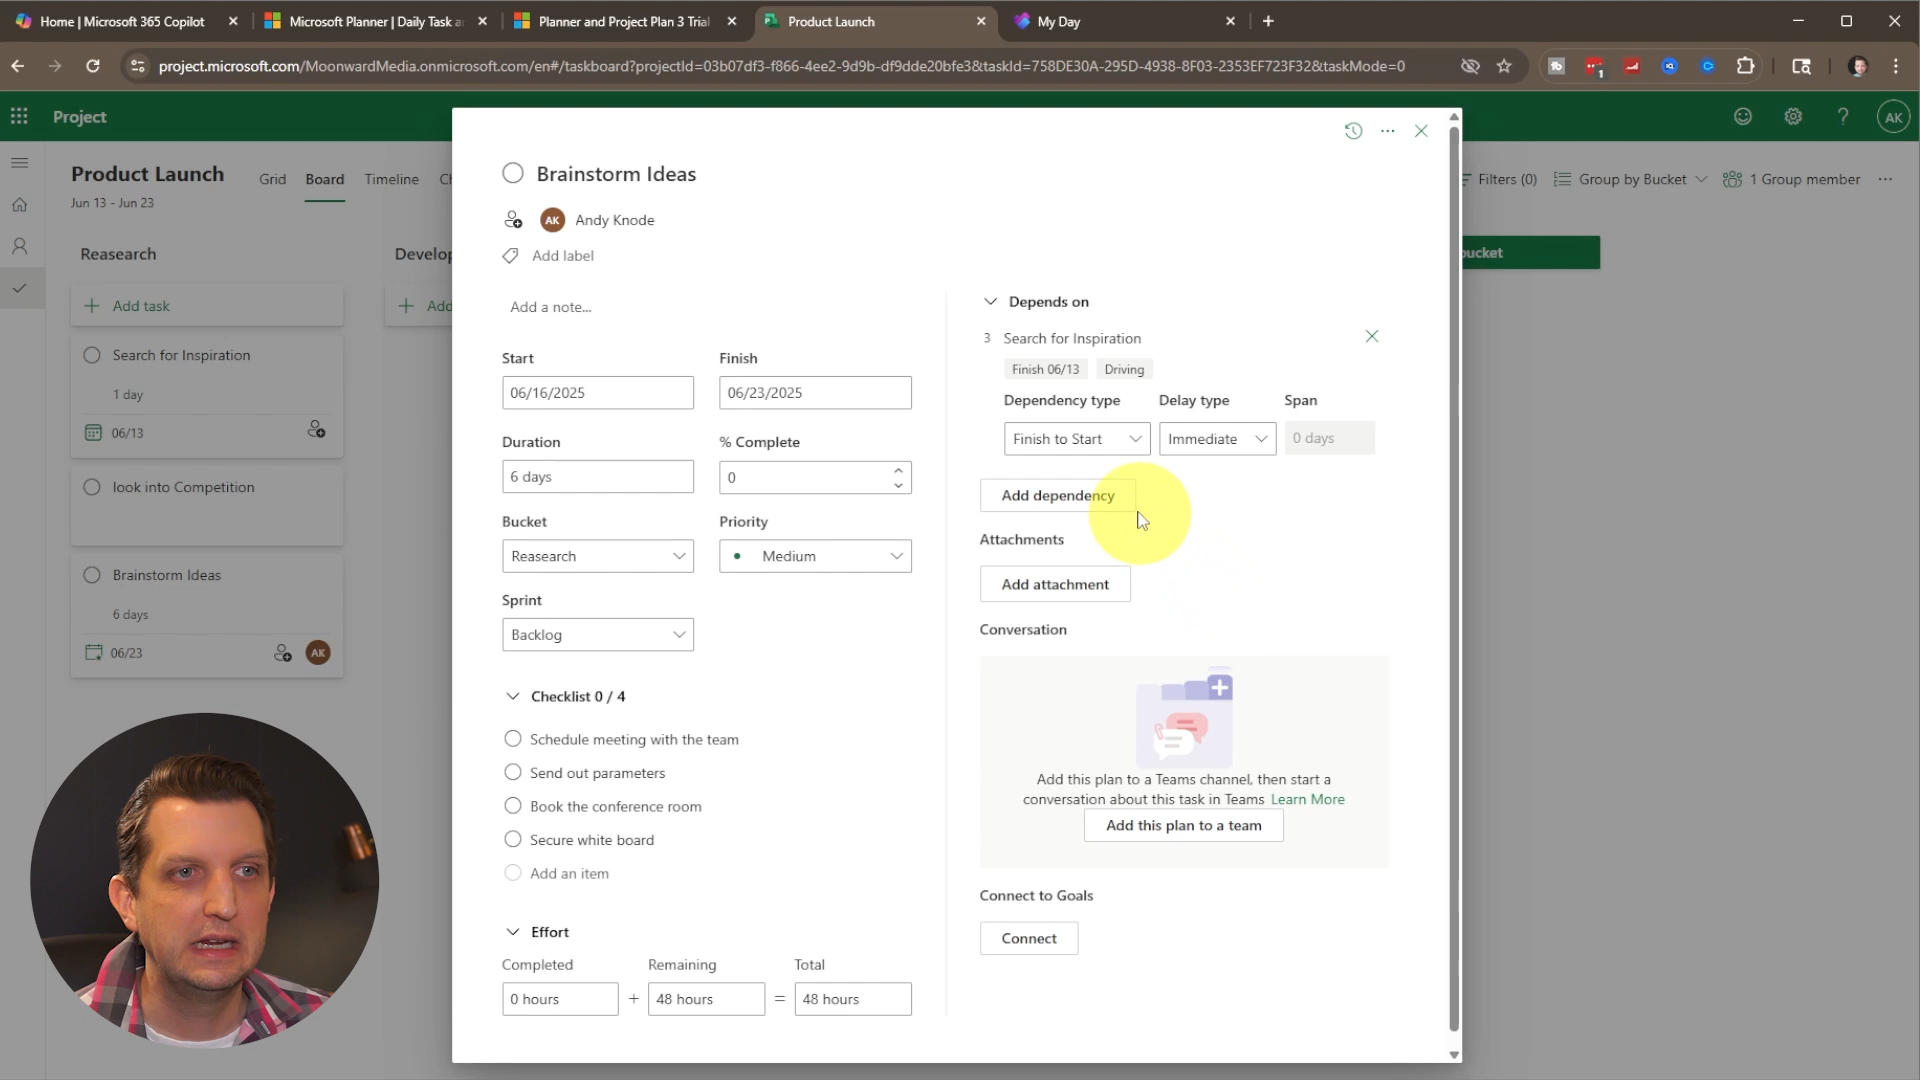 Home | Microsoft 365 Copilot
Microsoft Planner | Daily Task a
Planner and Project Plan 3 Trial
Product Launch
My Day
project.microsoft.com/MoonwardMedia.onmicrosoft.com/en#/taskboard?projectId=03b07df3-f866-4ee2-9d9b-df9dde20bfe3&taskId=758DE30A-295D-4938-8F03-2353EF723F32&taskMode=0
Project
AK
Product Launch
Jun 13 - Jun 23
Grid
Board
Timeline
Ch
Filters (0)
Group by Bucket
1 Group member
Reasearch
Develop
bucket
Add task
Add
Search for Inspiration
1 day
06/13
look into Competition
Brainstorm Ideas
6 days
06/23
AK
Brainstorm Ideas
AK
Andy Knode
Add label
Add a note...
Start
Finish
06/16/2025
06/23/2025
Duration
% Complete
6 days
0
Bucket
Priority
Reasearch
Medium
Sprint
Backlog
Checklist 0 / 4
Schedule meeting with the team
Send out parameters
Book the conference room
Secure white board
Add an item
Effort
Completed
Remaining
Total
0 hours
+
48 hours
=
48 hours
Depends on
3 Search for Inspiration
Finish 06/13
Driving
Dependency type
Delay type
Span
Finish to Start
Immediate
0 days
Add dependency
Attachments
Add attachment
Conversation
Add this plan to a Teams channel, then start a
conversation about this task in Teams Learn More
Add this plan to a team
Connect to Goals
Connect